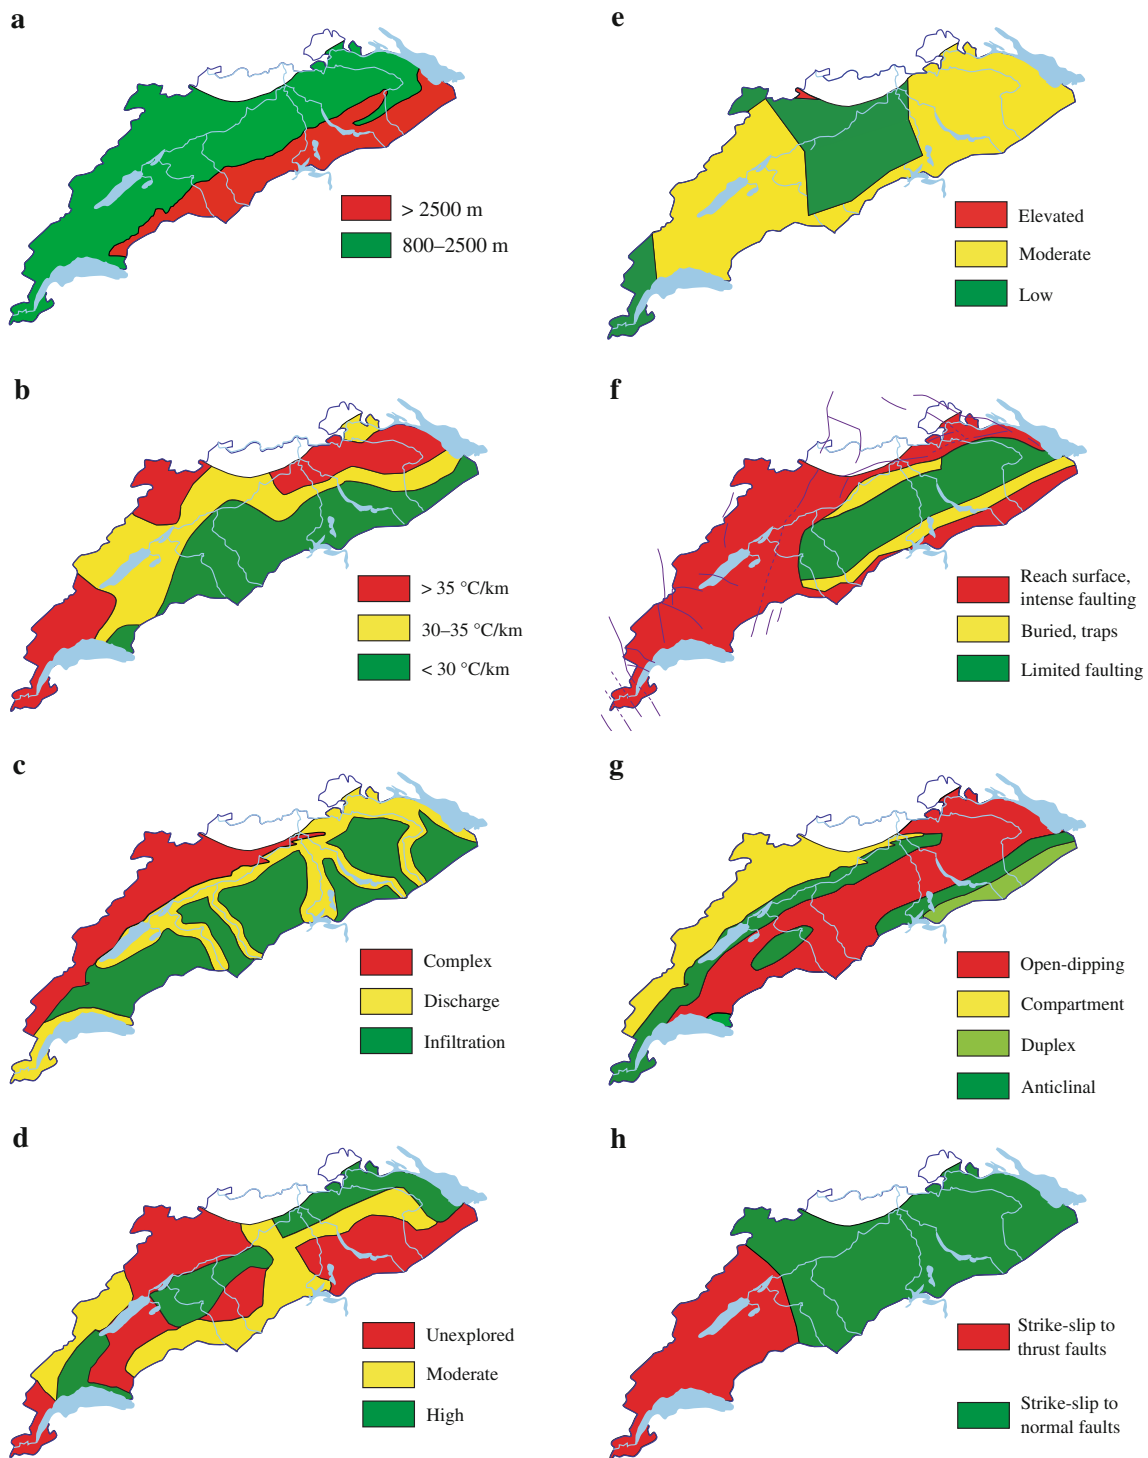 a
> 2500 m
800–2500 m
b
> 35 °C/km
30–35 °C/km
< 30 °C/km
c
Complex
Discharge
Infiltration
d
Unexplored
Moderate
High
e
Elevated
Moderate
Low
f
Reach surface,
intense faulting
Buried, traps
Limited faulting
g
Open-dipping
Compartment
Duplex
Anticlinal
h
Strike-slip to
thrust faults
Strike-slip to
normal faults